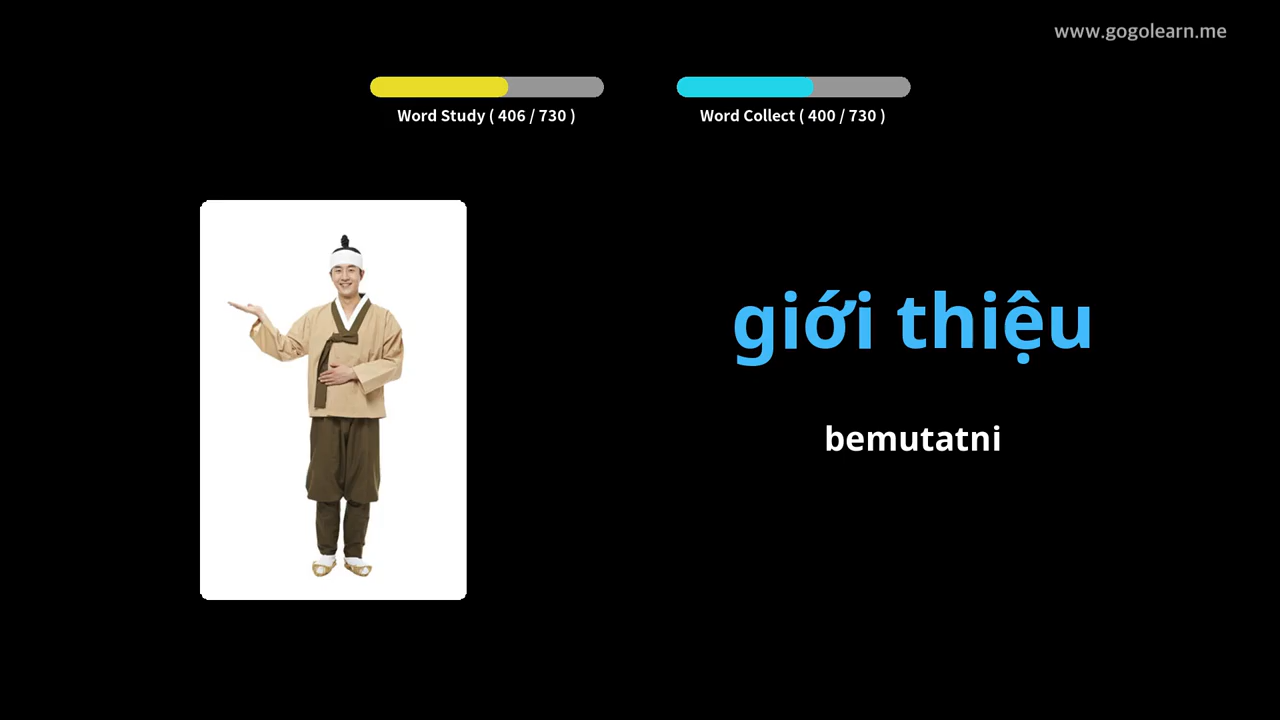 www.gogolearn.me
Word Study ( 406 / 730 )
Word Collect ( 400 / 730 )
giới thiệu
bemutatni